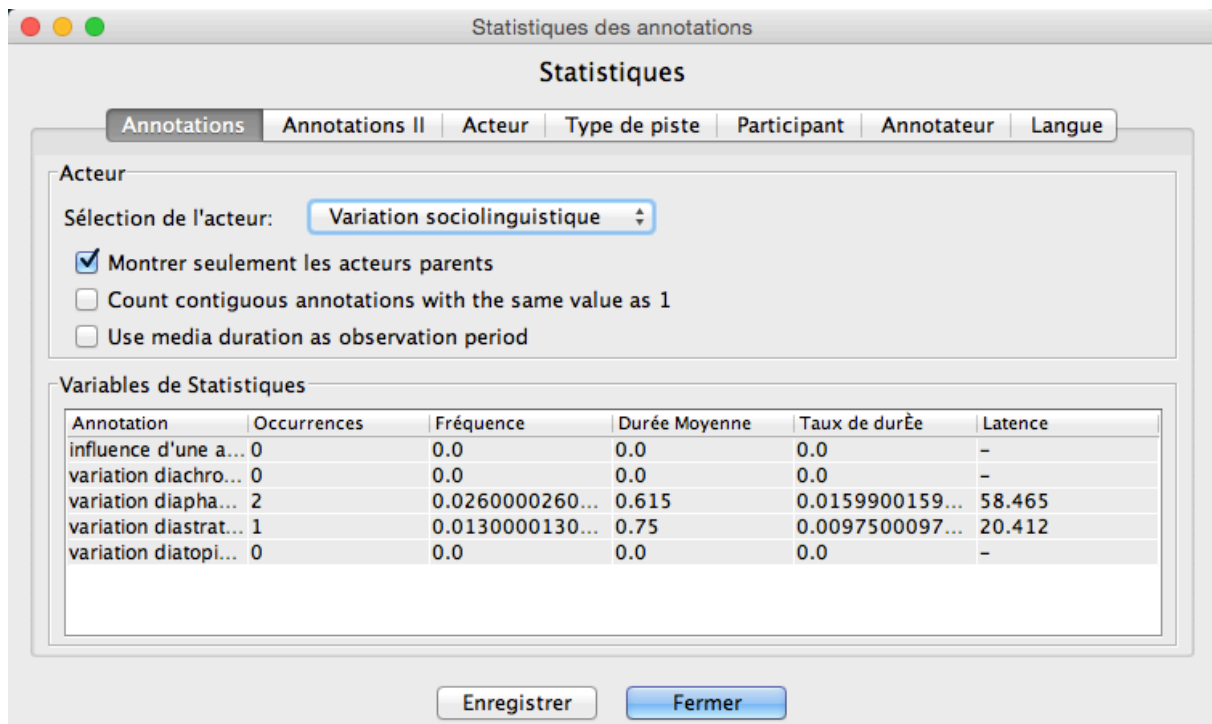 Statistiques des annotations
Statistiques
Annotations Annotations II Acteur Type de piste Participant Annotateur Langue
Acteur
Sélection de l'acteur: Variation sociolinguistique
Montrer seulement les acteurs parents
Count contiguous annotations with the same value as 1
Use media duration as observation period
Variables de Statistiques
Annotation Occurrences Fréquence Durée Moyenne Taux de durÈe Latence
influence d'une a... 0 0.0 0.0 0.0 –
variation diachro... 0 0.0 0.0 0.0 –
variation diapha... 2 0.0260000260... 0.615 0.0159900159... 58.465
variation diastrat... 1 0.0130000130... 0.75 0.0097500097... 20.412
variation diatopi... 0 0.0 0.0 0.0 –
Enregistrer Fermer